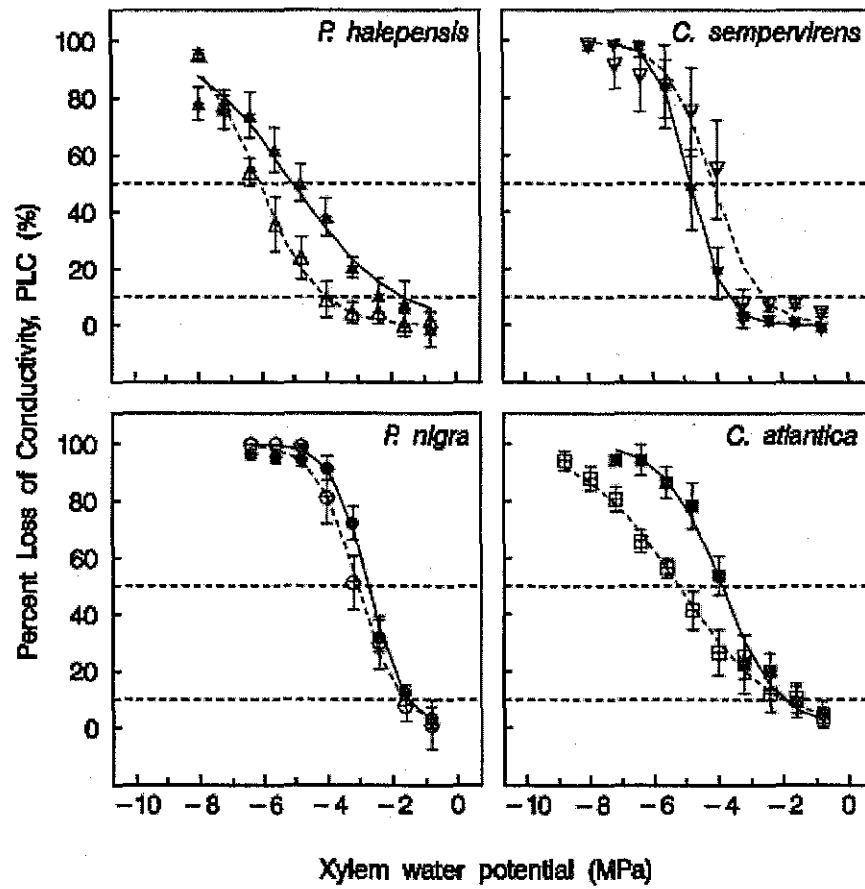 P. halepensis
C. sempervirens
100
80
60
40
20
0
P. nigra
C. atlantica
100
80
60
40
20
0
-10 -8 -6 -4 -2 0
-10 -8 -6 -4 -2 0
Percent Loss of Conductivity, PLC (%)
Xylem water potential (MPa)